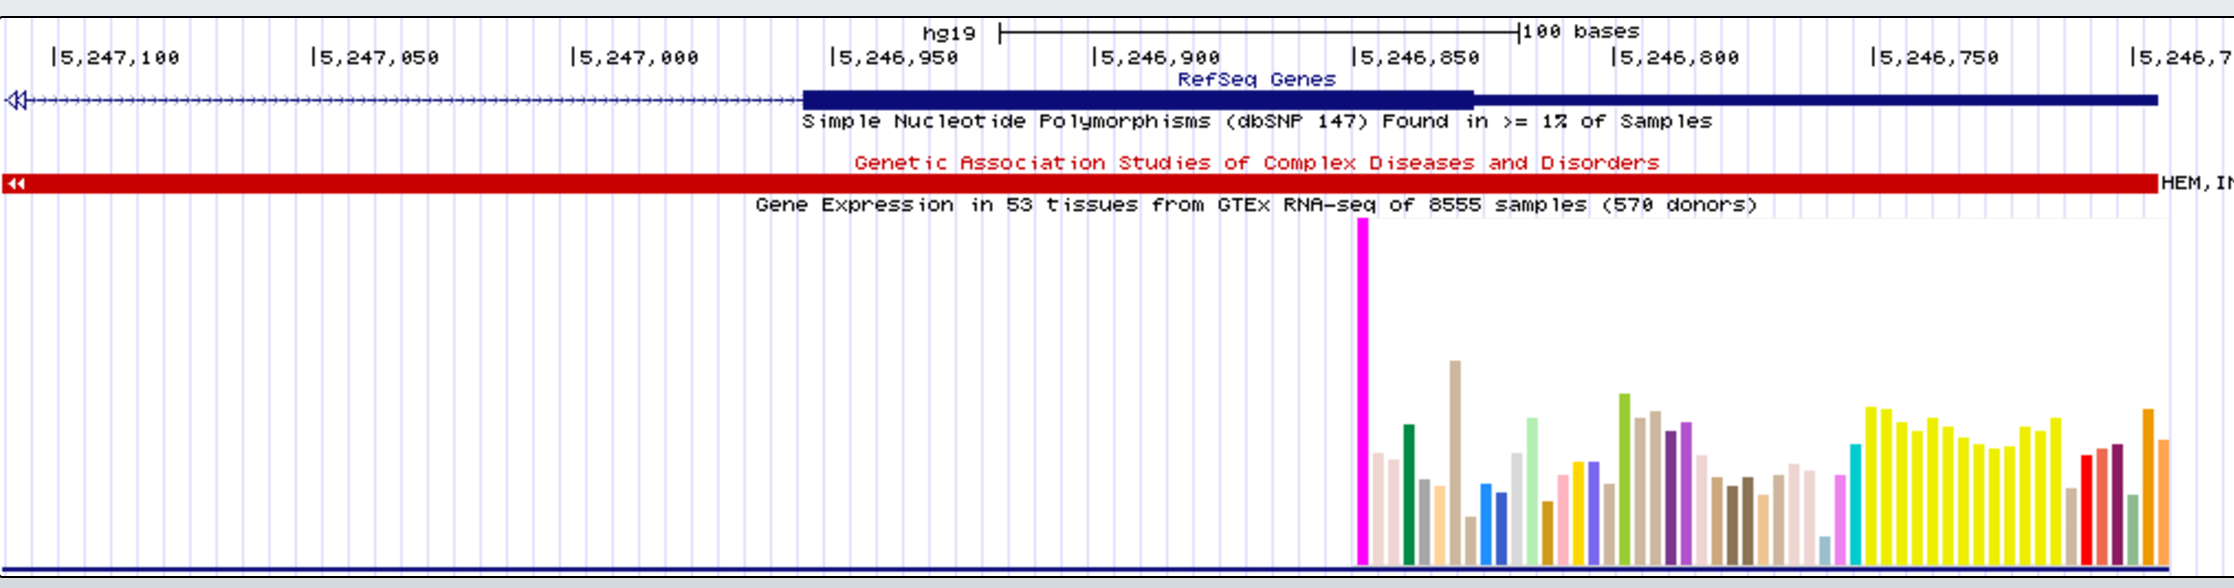 hg19 100 bases
|5,247,100 |5,247,050 |5,247,000 |5,246,950 |5,246,900 |5,246,850 |5,246,800 |5,246,750 |5,246,7
RefSeq Genes
Simple Nucleotide Polymorphisms (dbSNP 147) Found in >= 1% of Samples
Genetic Association Studies of Complex Diseases and Disorders
HEM,IN
Gene Expression in 53 tissues from GTEx RNA-seq of 8555 samples (570 donors)